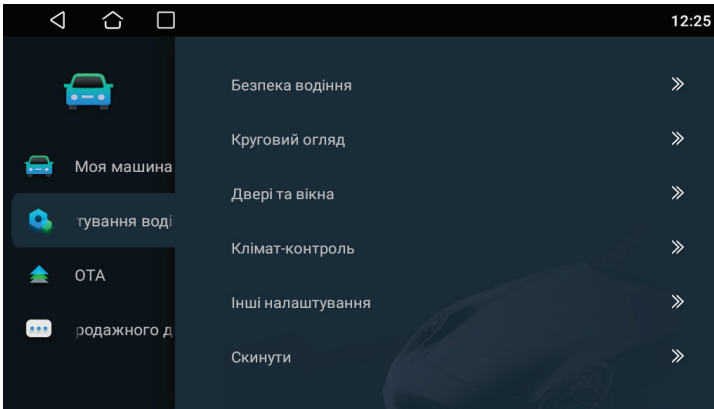 12:25
Моя машина
тування воді
OTA
родажного д
Безпека водіння
Круговий огляд
Двері та вікна
Клімат-контроль
Інші налаштування
Скинути